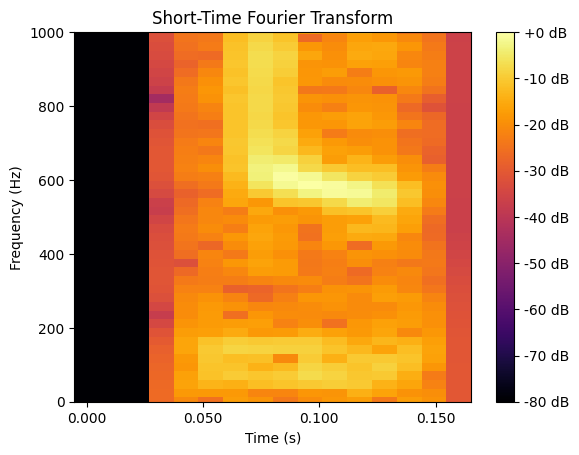 Short-Time Fourier Transform
1000
800
600
400
200
0
Frequency (Hz)
0.000
0.050
0.100
0.150
Time (s)
+0 dB
-10 dB
-20 dB
-30 dB
-40 dB
-50 dB
-60 dB
-70 dB
-80 dB